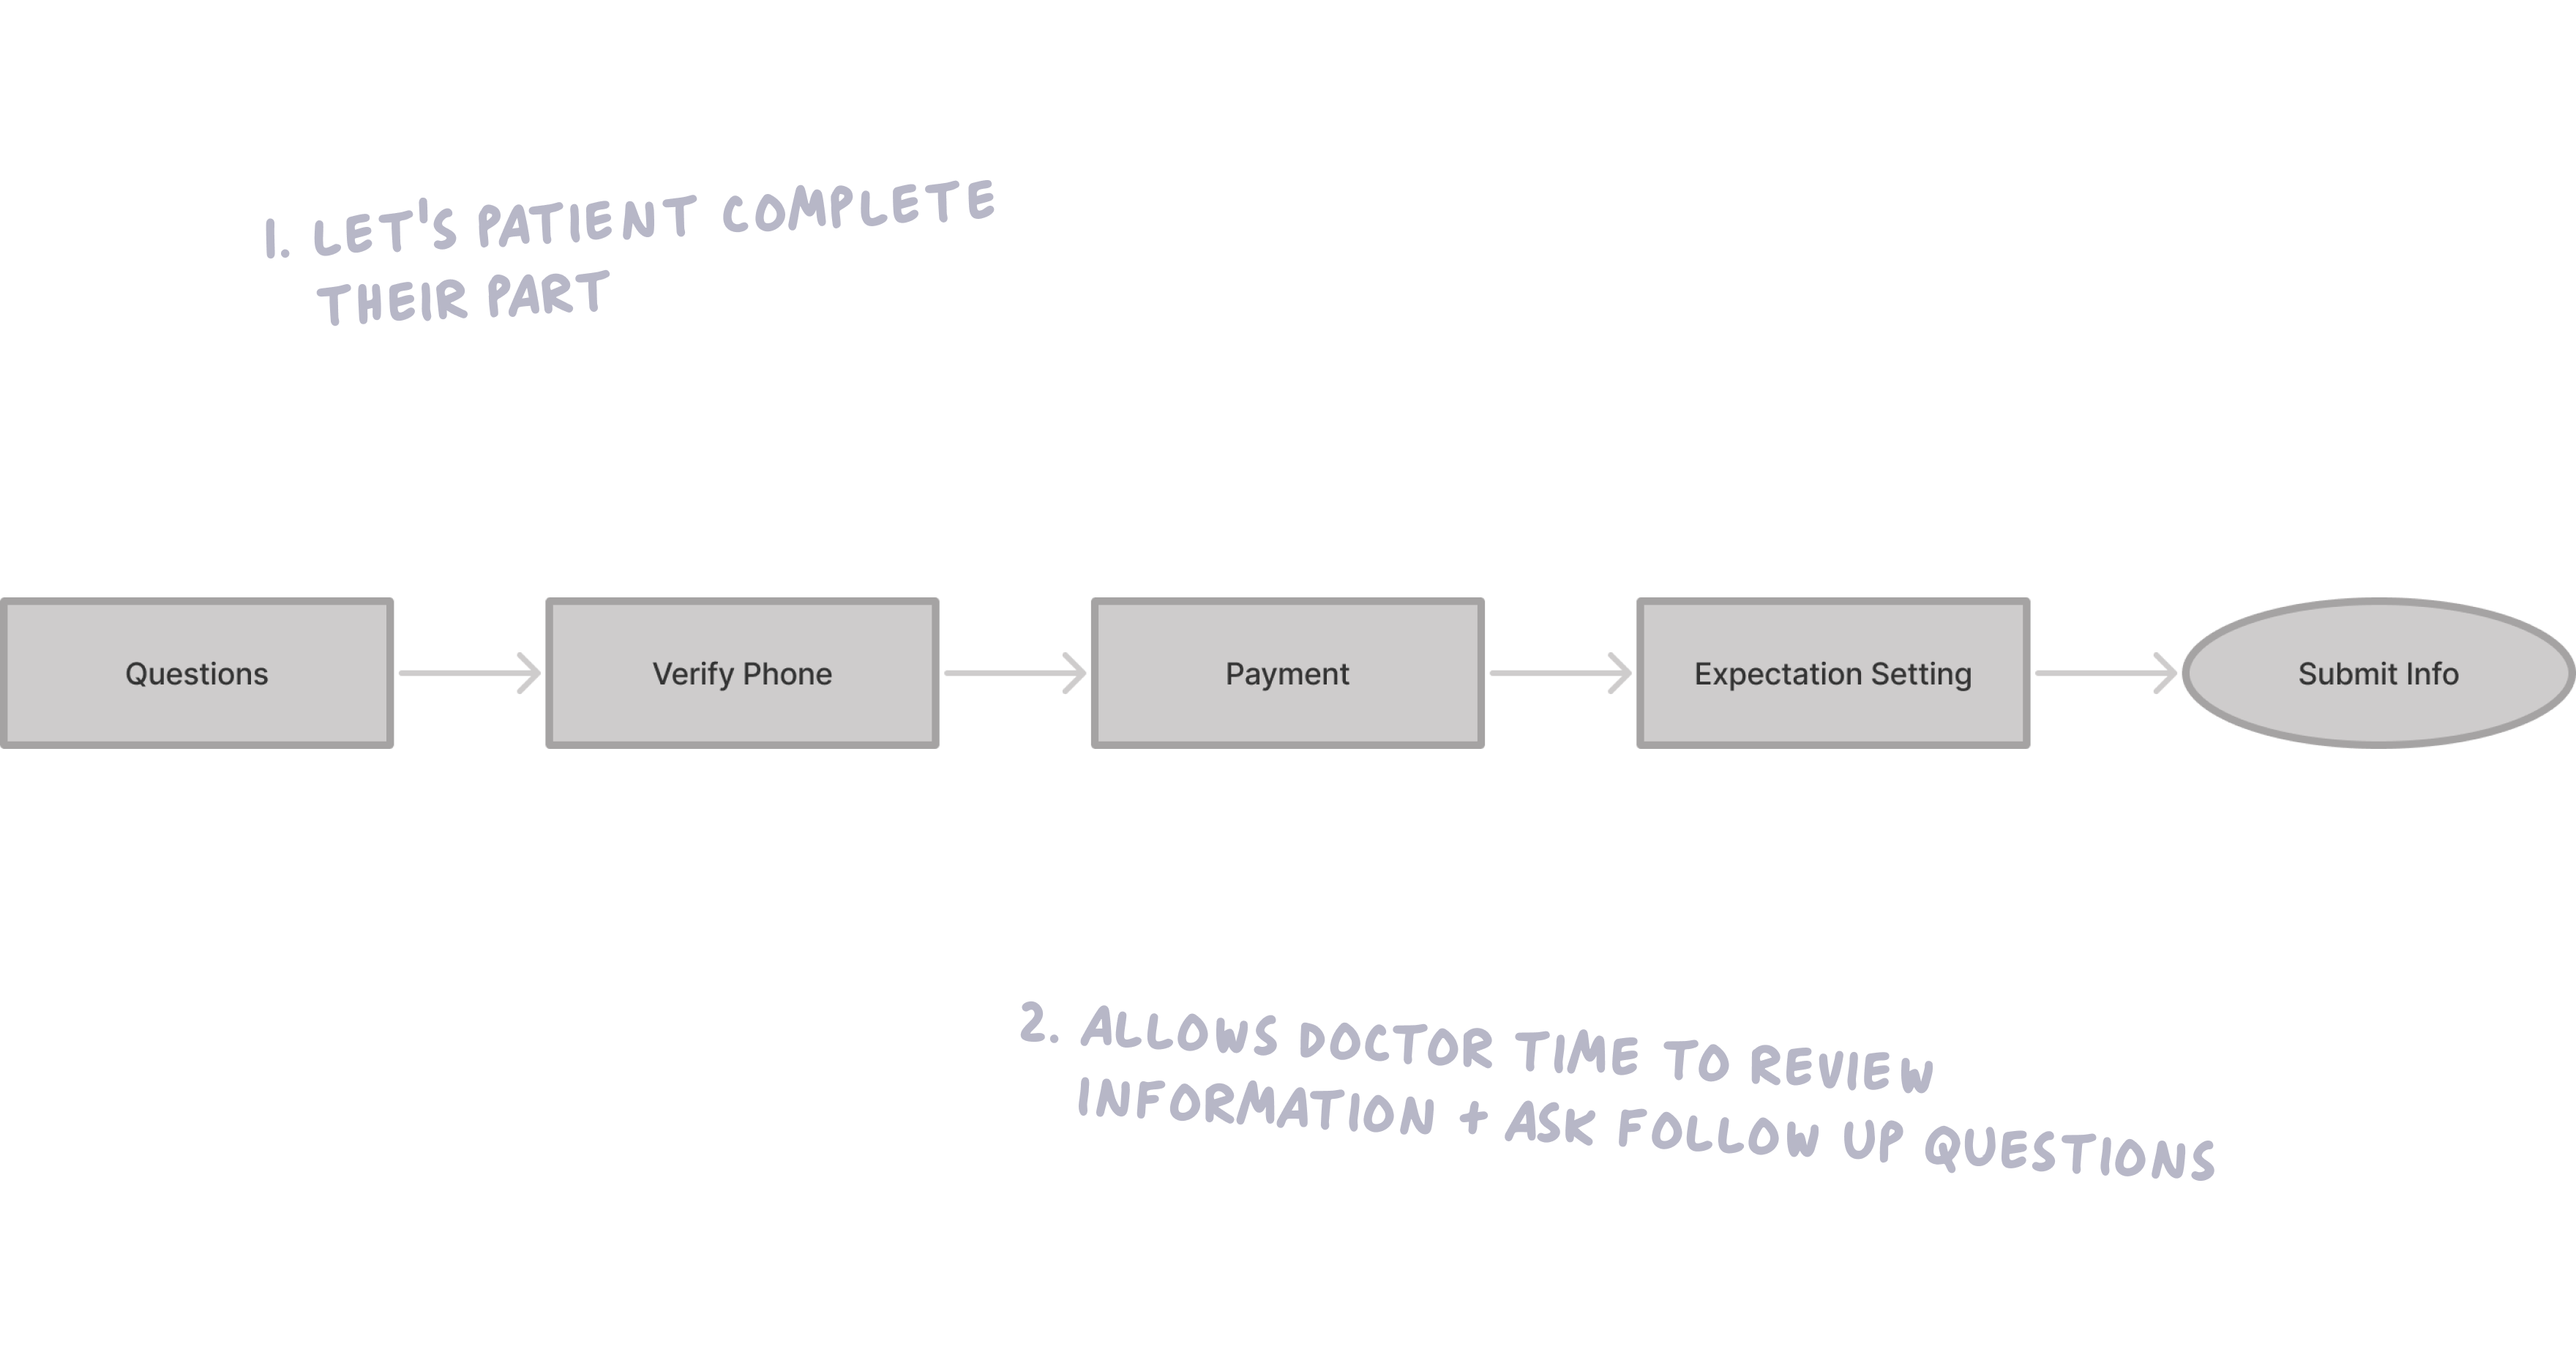 1. LET'S PATIENT COMPLETE
THEIR PART
Questions
Verify Phone
Payment
Expectation Setting
Submit Info
2. ALLOWS DOCTOR TIME TO REVIEW
INFORMATION + ASK FOLLOW UP QUESTIONS